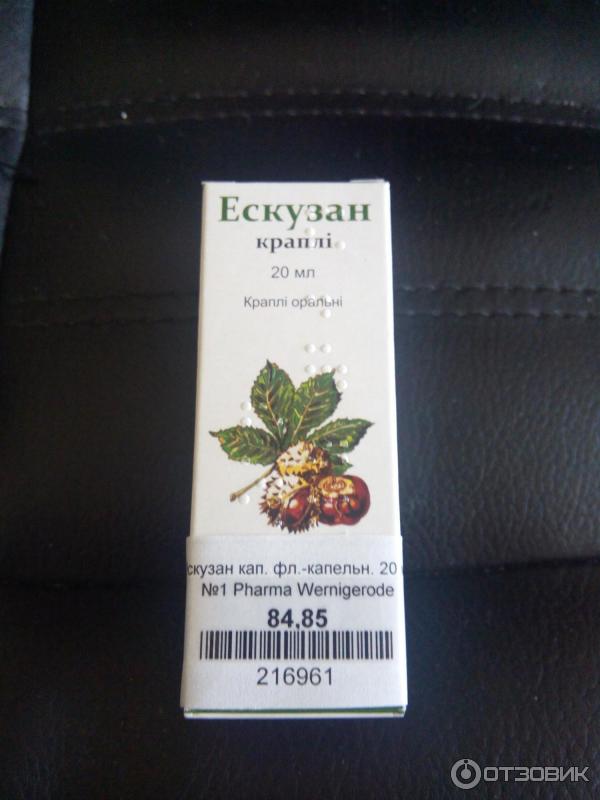 Ескузан
краплі
20 мл
Краплі оральні
скузан кап. фл.-капельн. 20
№1 Pharma Wernigerode
84,85
216961
ОТЗОВИК